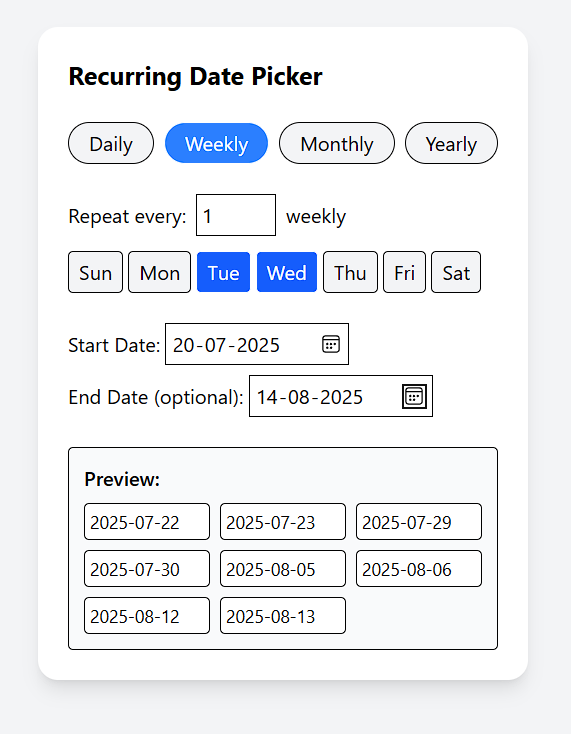 Recurring Date Picker
Daily Weekly Monthly Yearly
Repeat every: 1 weekly
Sun Mon Tue Wed Thu Fri Sat
Start Date: 20-07-2025
End Date (optional): 14-08-2025
Preview:
2025-07-22 2025-07-23 2025-07-29
2025-07-30 2025-08-05 2025-08-06
2025-08-12 2025-08-13